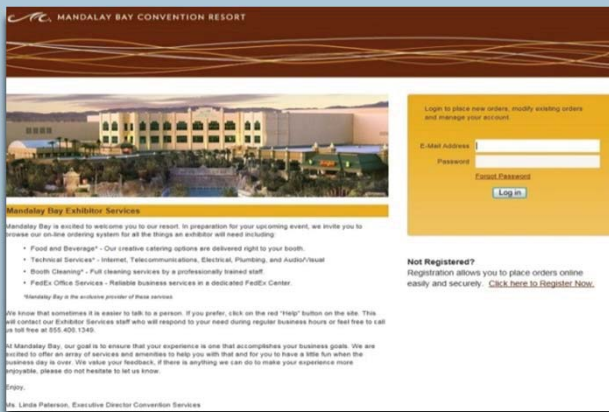 MANDALAY BAY CONVENTION RESORT
Login to place new orders, modify existing orders
and manage your account.
E-Mail Address
Password
Forgot Password
Log in
Mandalay Bay Exhibitor Services
Mandalay Bay is excited to welcome you to our resort. In preparation for your upcoming event, we invite you to
browse our on-line ordering system for all the things an exhibitor will need including:
• Food and Beverage* - Our creative catering options are delivered right to your booth.
• Technical Services* - Internet, Telecommunications, Electrical, Plumbing, and Audio/Visual
• Booth Cleaning* - Full cleaning services by a professionally trained staff.
• FedEx Office Services - Reliable business services in a dedicated FedEx Center.
*Mandalay Bay is the exclusive provider of these services
We know that sometimes it is easier to talk to a person. If you prefer, click on the red "Help" button on the site. This
will contact our Exhibitor Services staff who will respond to your need during regular business hours or feel free to call
us toll free at 855.408.1349.
At Mandalay Bay, our goal is to ensure that your experience is one that accomplishes your business goals. We are
excited to offer an array of services and amenities to help you with that and for you to have a little fun when the
business day is over. We value your feedback, if there is anything we can do to make your experience more
enjoyable, please do not hesitate to let us know.
Enjoy,
Ms. Linda Paterson, Executive Director Convention Services
Not Registered?
Registration allows you to place orders online
easily and securely. Click here to Register Now.